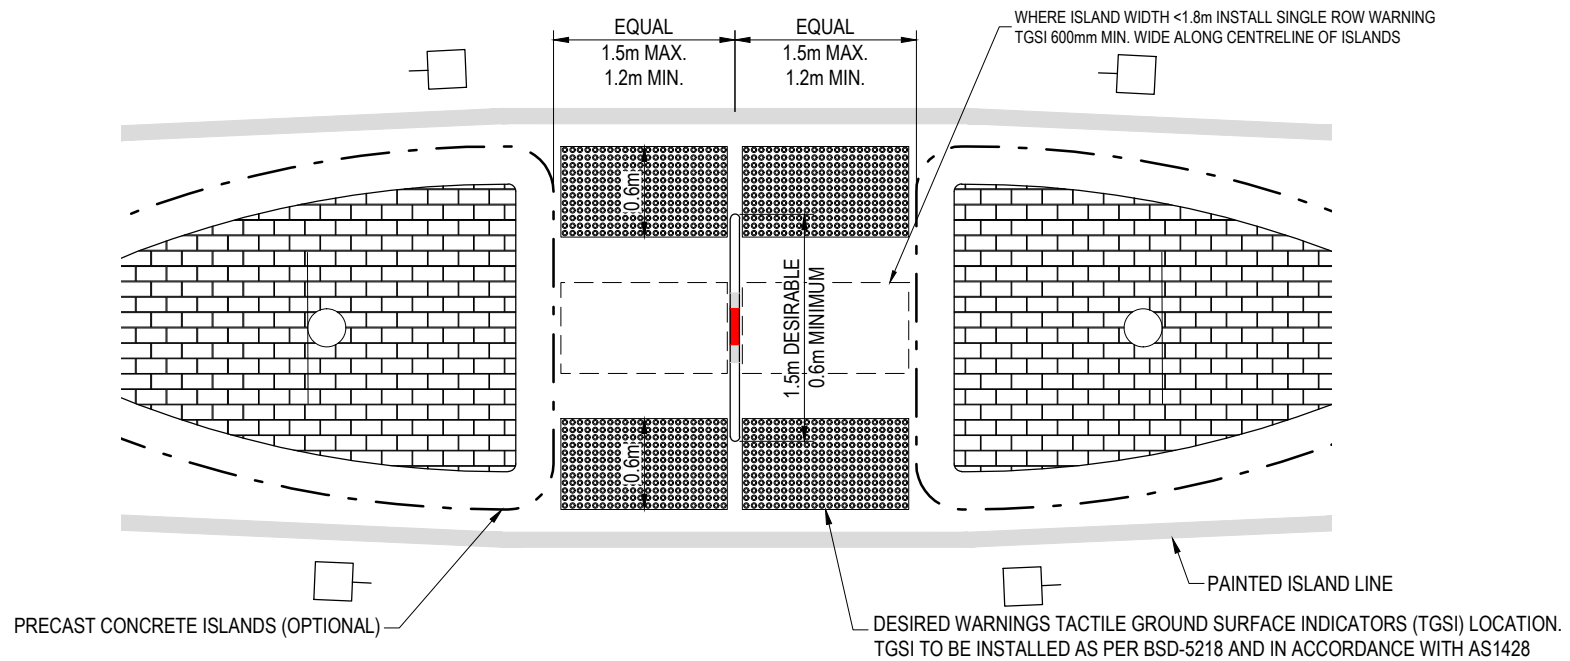 EQUAL
1.5m MAX.
1.2m MIN.
EQUAL
1.5m MAX.
1.2m MIN.
WHERE ISLAND WIDTH <1.8m INSTALL SINGLE ROW WARNING
TGSI 600mm MIN. WIDE ALONG CENTRELINE OF ISLANDS
0.6m
1.5m DESIRABLE
0.6m MINIMUM
0.6m
PAINTED ISLAND LINE
PRECAST CONCRETE ISLANDS (OPTIONAL)
DESIRED WARNINGS TACTILE GROUND SURFACE INDICATORS (TGSI) LOCATION.
TGSI TO BE INSTALLED AS PER BSD-5218 AND IN ACCORDANCE WITH AS1428